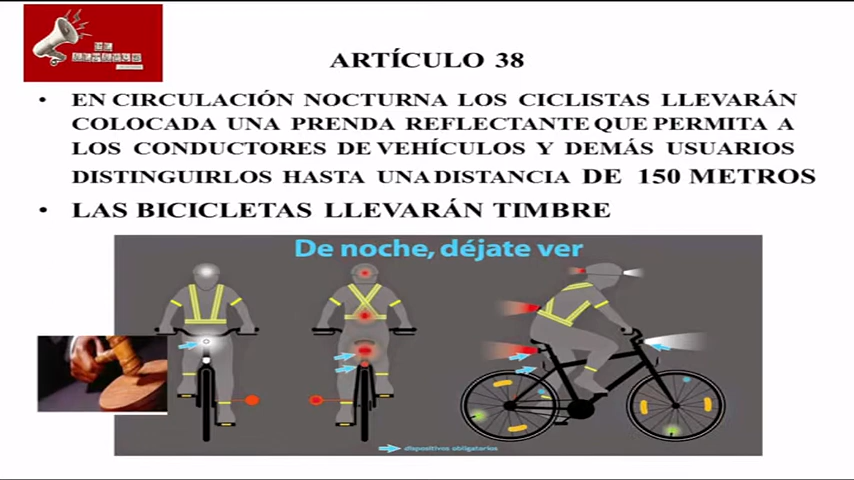 ARTÍCULO 38
• EN CIRCULACIÓN NOCTURNA LOS CICLISTAS LLEVARÁN
COLOCADA UNA PRENDA REFLECTANTE QUE PERMITA A
LOS CONDUCTORES DE VEHÍCULOS Y DEMÁS USUARIOS
DISTINGUIRLOS HASTA UNA DISTANCIA DE 150 METROS
• LAS BICICLETAS LLEVARÁN TIMBRE
De noche, déjate ver
dispositivos obligatorios